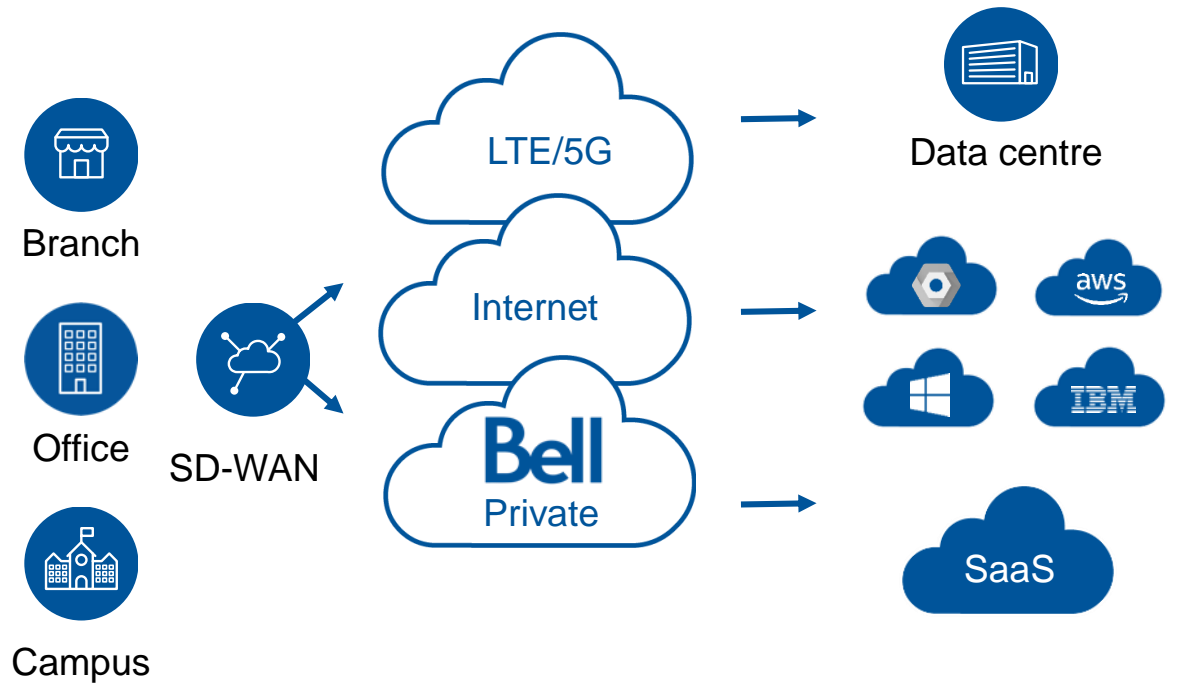 Branch
Office
Campus
SD-WAN
LTE/5G
Internet
Bell
Private
Data centre
aws
IBM
SaaS